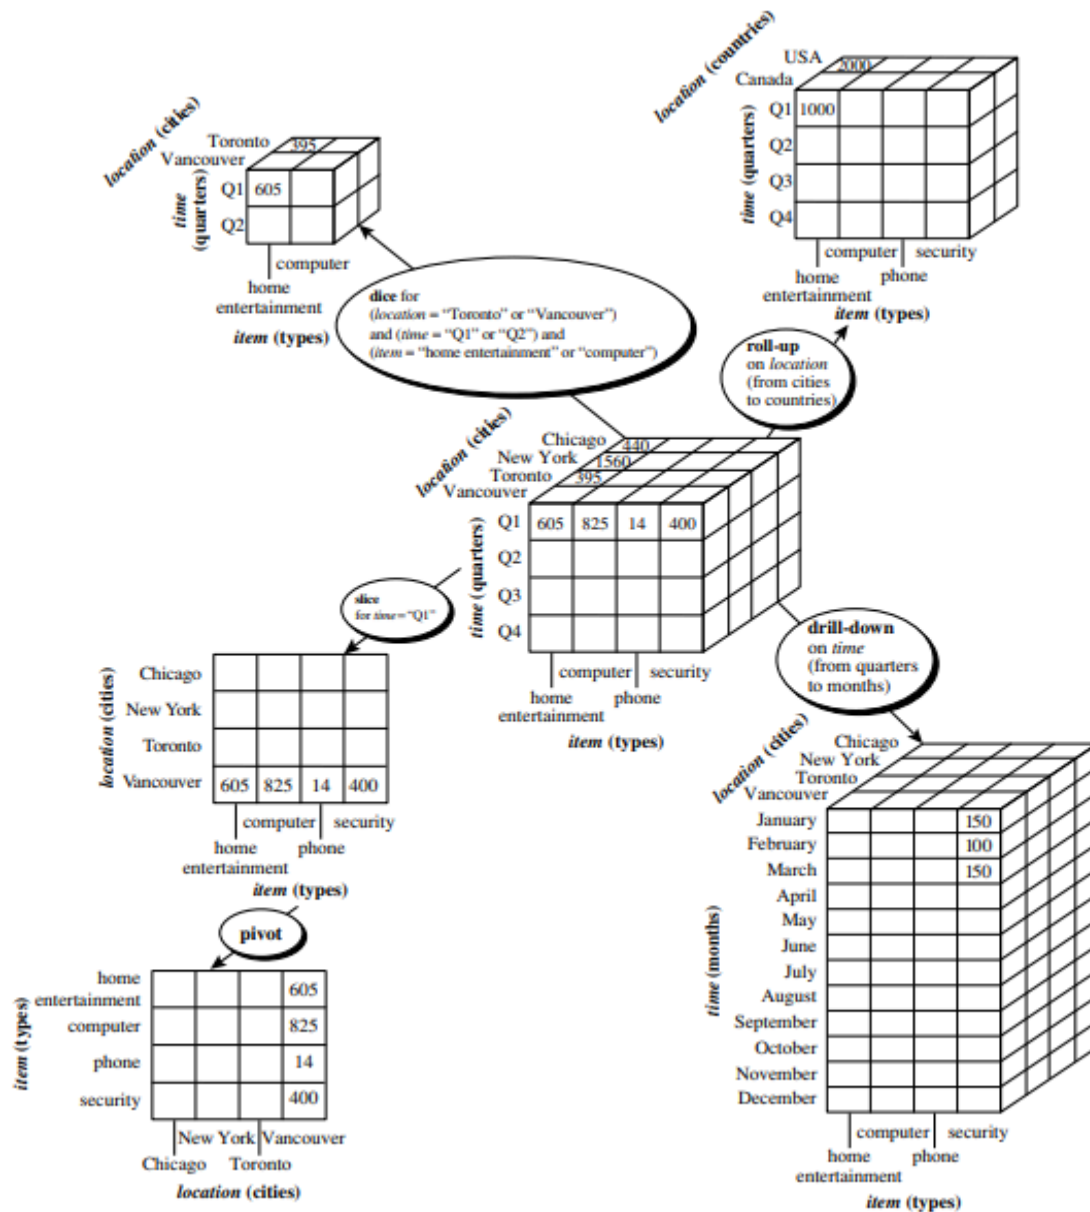 location (cities)
Toronto
395
Vancouver
time
(quarters)
Q1
605
Q2
computer
home
entertainment
item (types)
location (countries)
USA
2000
Canada
time (quarters)
Q1
1000
Q2
Q3
Q4
computer
security
home
entertainment
phone
item (types)
dice for
(location = “Toronto” or “Vancouver”)
and (time = “Q1” or “Q2”) and
(item = “home entertainment” or “computer”)
roll-up
on location
(from cities
to countries)
location (cities)
Chicago
440
New York
1560
Toronto
395
Vancouver
time (quarters)
Q1
605 825 14 400
Q2
Q3
Q4
computer
security
home
entertainment
phone
item (types)
slice
for time = “Q1”
drill-down
on time
(from quarters
to months)
location (cities)
Chicago
New York
Toronto
Vancouver
605 825 14 400
computer
security
home
entertainment
phone
item (types)
pivot
item (types)
home
entertainment
605
computer
825
phone
14
security
400
New York Vancouver
Chicago Toronto
location (cities)
location (cities)
Chicago
New York
Toronto
Vancouver
time (months)
January
150
February
100
March
150
April
May
June
July
August
September
October
November
December
computer
security
home
entertainment
phone
item (types)